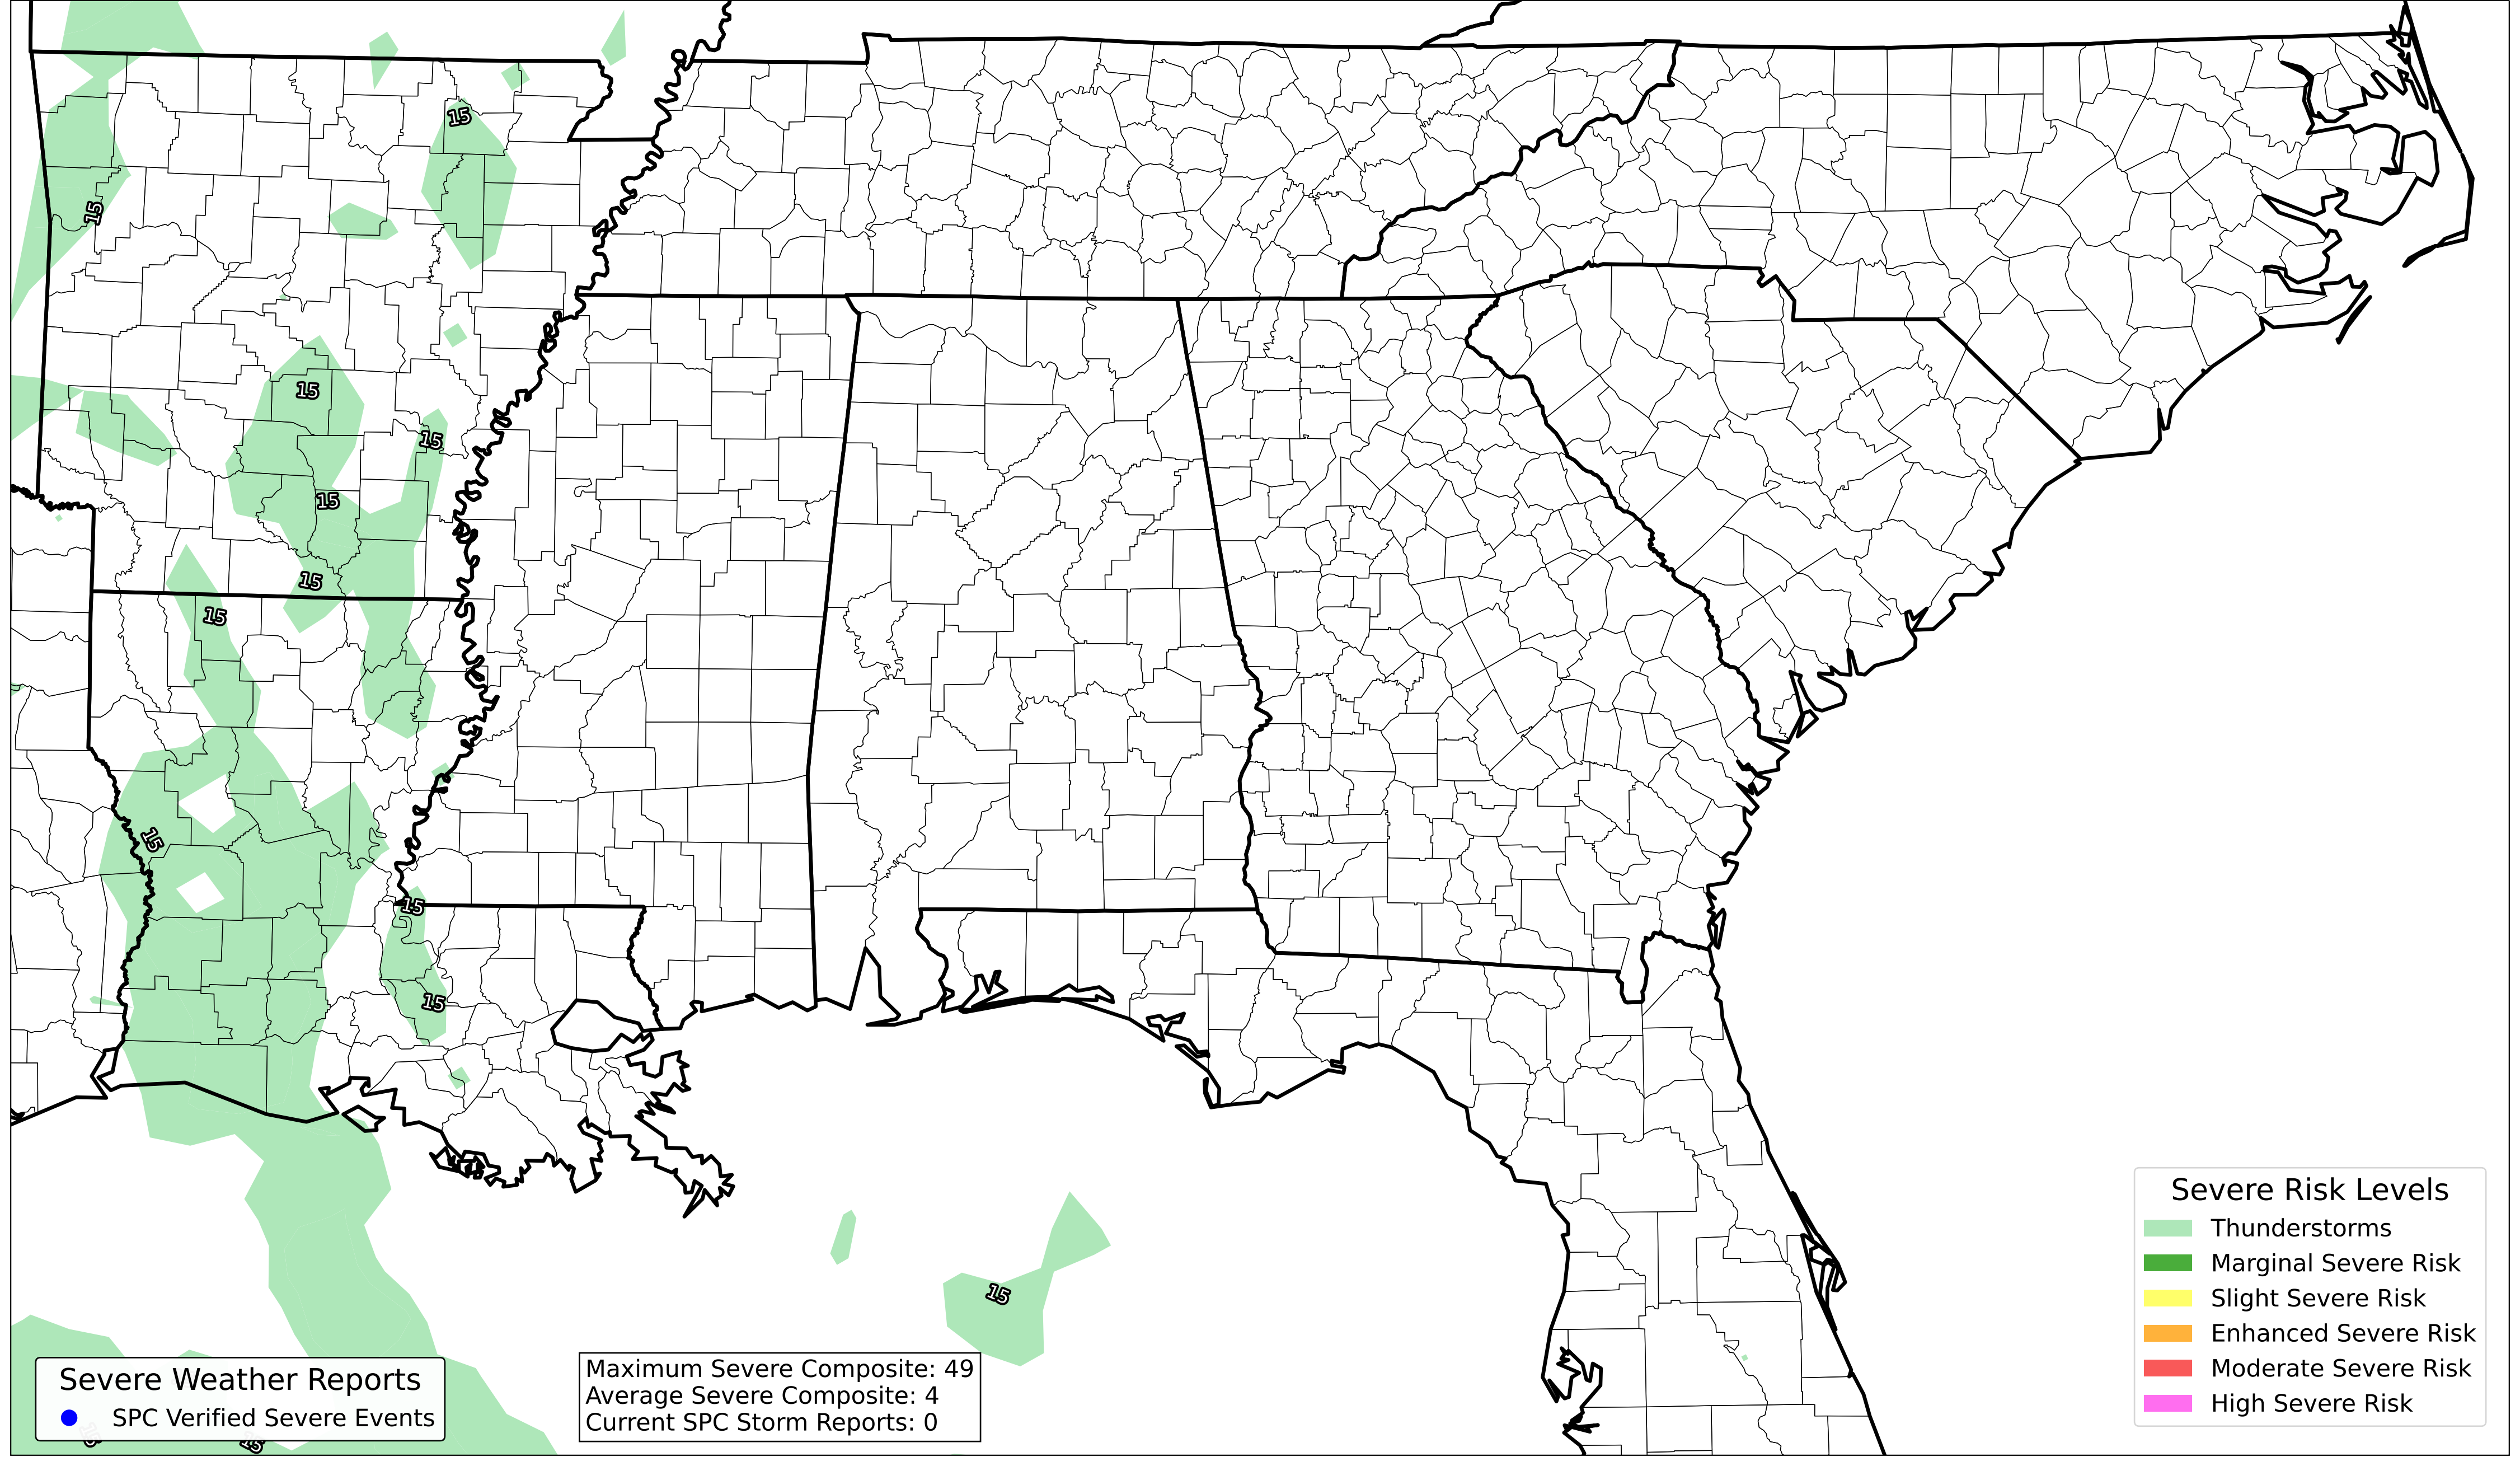 15
15
15
15
15
15
15
15
15
15
15
Severe Risk Levels
Thunderstorms
Marginal Severe Risk
Slight Severe Risk
Enhanced Severe Risk
Moderate Severe Risk
High Severe Risk
Severe Weather Reports
SPC Verified Severe Events
Maximum Severe Composite: 49
Average Severe Composite: 4
Current SPC Storm Reports: 0